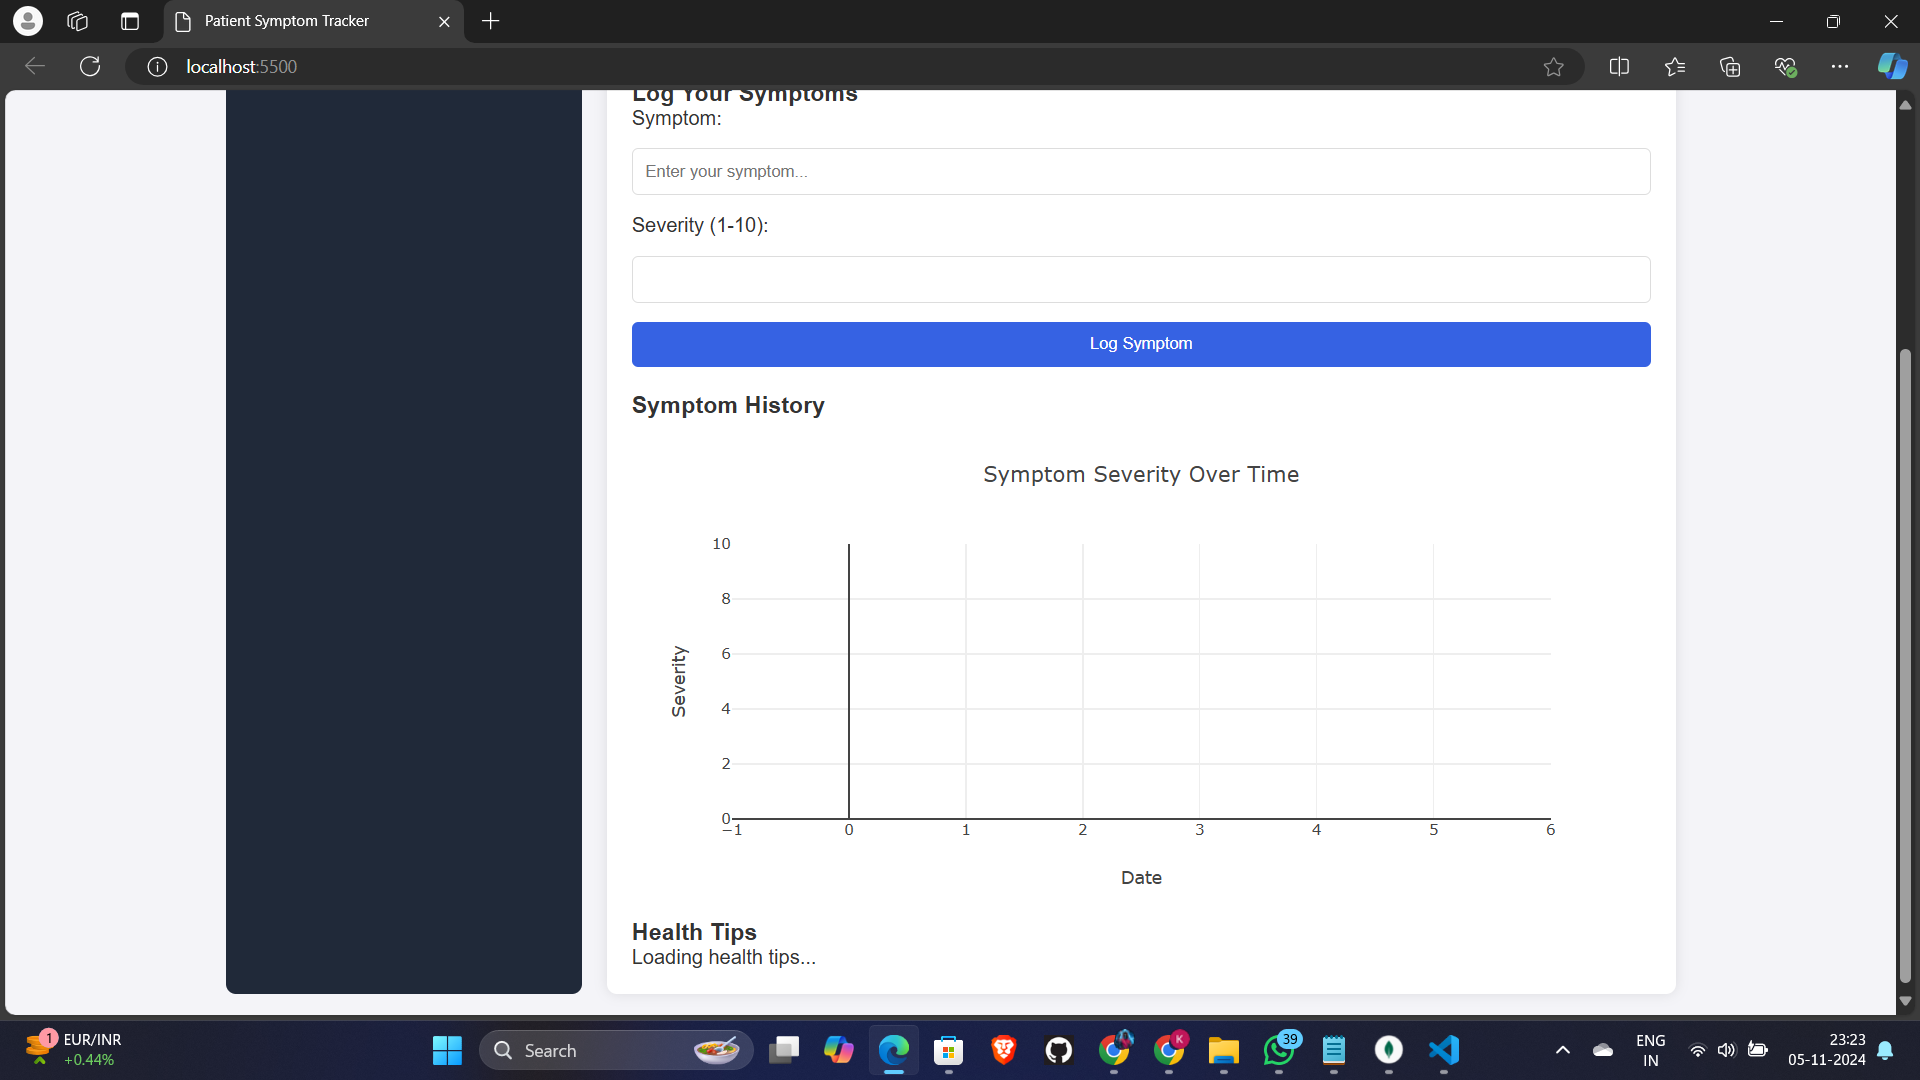 Patient Symptom Tracker
localhost:5500
Log Your Symptoms
Symptom:
Enter your symptom...
Severity (1-10):
Log Symptom
Symptom History
Symptom Severity Over Time
10
8
6
4
2
0
Severity
−1
0
1
2
3
4
5
6
Date
Health Tips
Loading health tips...
1
EUR/INR
+0.44%
Search
K
39
ENG
IN
23:23
05-11-2024